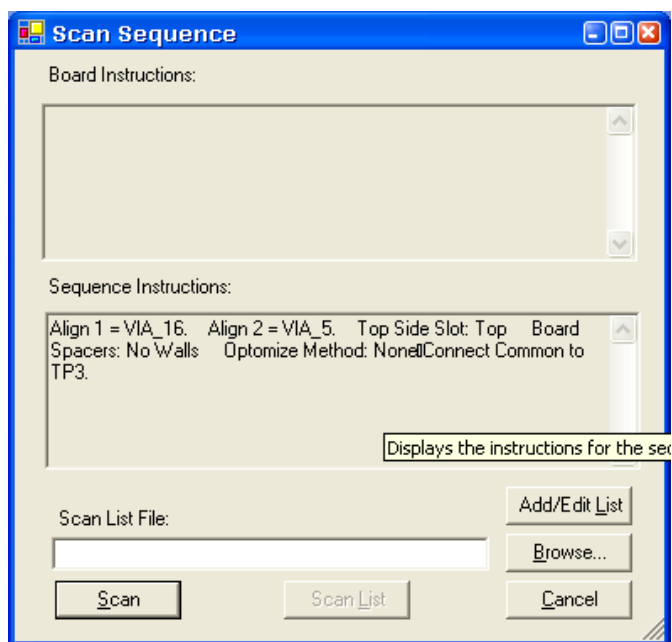 Scan Sequence
Board Instructions:
Sequence Instructions:
Align 1 = VIA_16. Align 2 = VIA_5. Top Side Slot: Top Board
Spacers: No Walls Optomize Method: None▯Connect Common to
TP3.
Displays the instructions for the sec
Add/Edit List
Scan List File:
Browse...
Scan
Scan List
Cancel